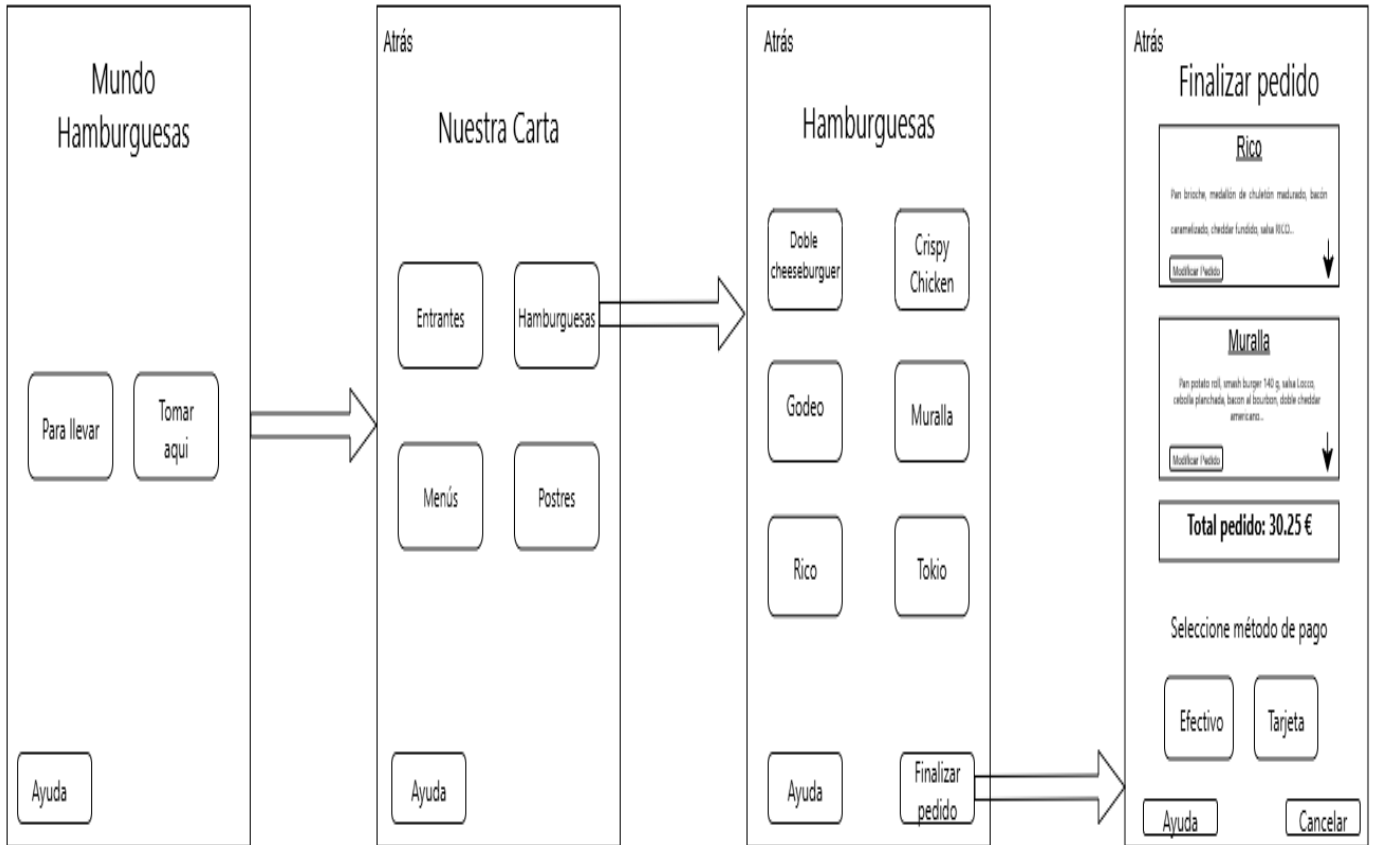 Mundo
Hamburguesas
Para llevar
Tomar
aqui
Ayuda
Atrás
Nuestra Carta
Entrantes
Hamburguesas
Menús
Postres
Ayuda
Atrás
Hamburguesas
Doble
cheeseburguer
Crispy
Chicken
Godeo
Muralla
Rico
Tokio
Ayuda
Finalizar
pedido
Atrás
Finalizar pedido
Rico
Pan brioche, medallón de chuletón madurado, bacón
caramelizado, cheddar fundido, salsa RICO...
Modificar Pedido
Muralla
Pan potato roll, smash burger 140 g, salsa Locco,
cebolla planchada, bacon al bourbon, doble cheddar
americano...
Modificar Pedido
Total pedido: 30.25 €
Seleccione método de pago
Efectivo
Tarjeta
Ayuda
Cancelar